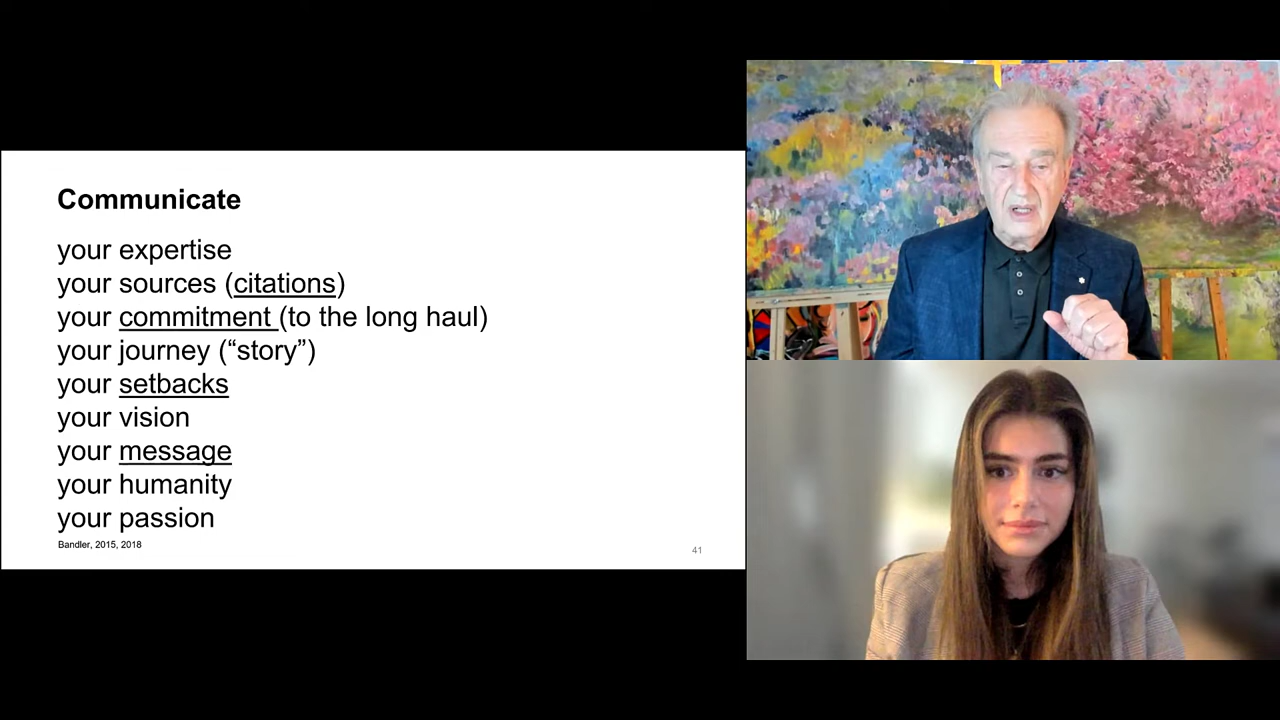 Communicate
your expertise
your sources (citations)
your commitment (to the long haul)
your journey (“story”)
your setbacks
your vision
your message
your humanity
your passion
Bandler, 2015, 2018
41